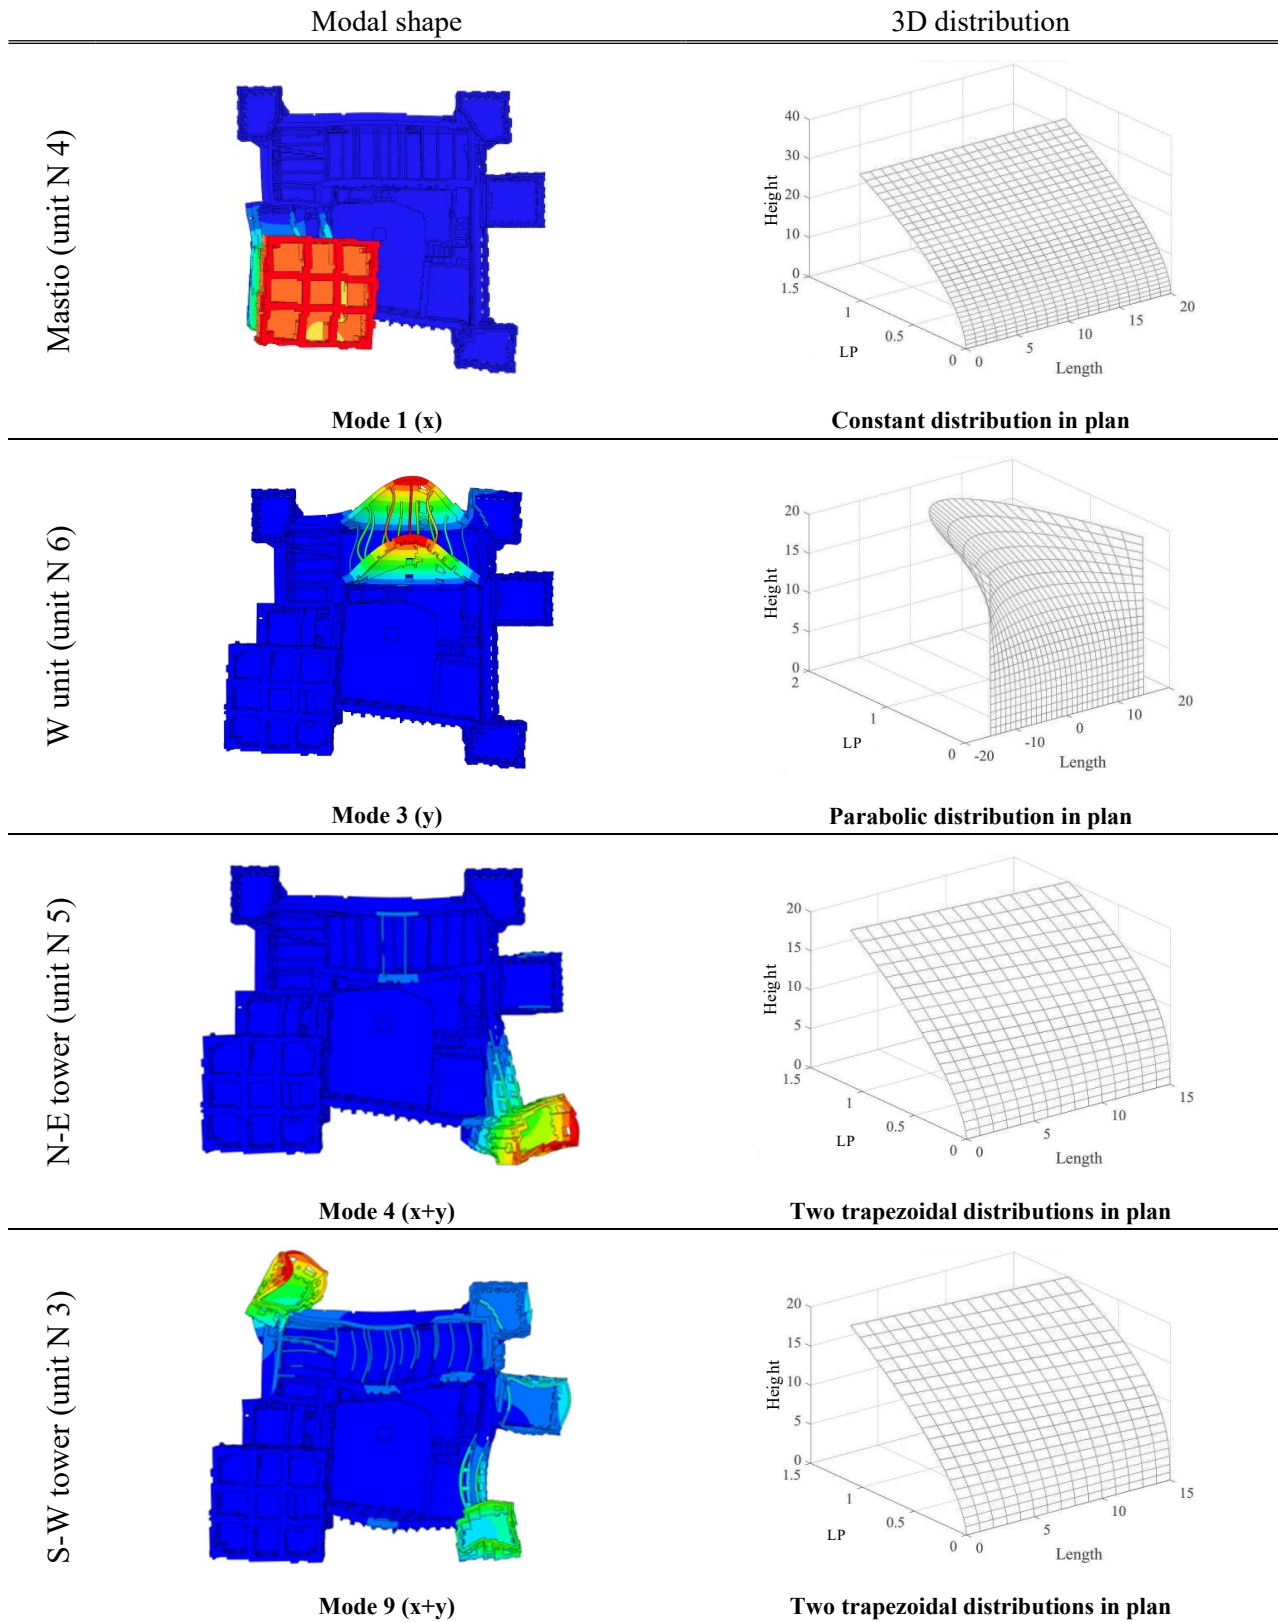 Modal shape 3D distribution
Mastio (unit N 4)
40
30
20
10
0
Height
1.5
1
0.5
0
LP
0
5
10
15
20
Length
Mode 1 (x) Constant distribution in plan
W unit (unit N 6)
20
15
10
5
0
Height
2
1
0
LP
-20
-10
0
10
20
Length
Mode 3 (y) Parabolic distribution in plan
N-E tower (unit N 5)
20
15
10
5
0
Height
1.5
1
0.5
0
LP
0
5
10
15
Length
Mode 4 (x+y) Two trapezoidal distributions in plan
S-W tower (unit N 3)
20
15
10
5
0
Height
1.5
1
0.5
0
LP
0
5
10
15
Length
Mode 9 (x+y) Two trapezoidal distributions in plan